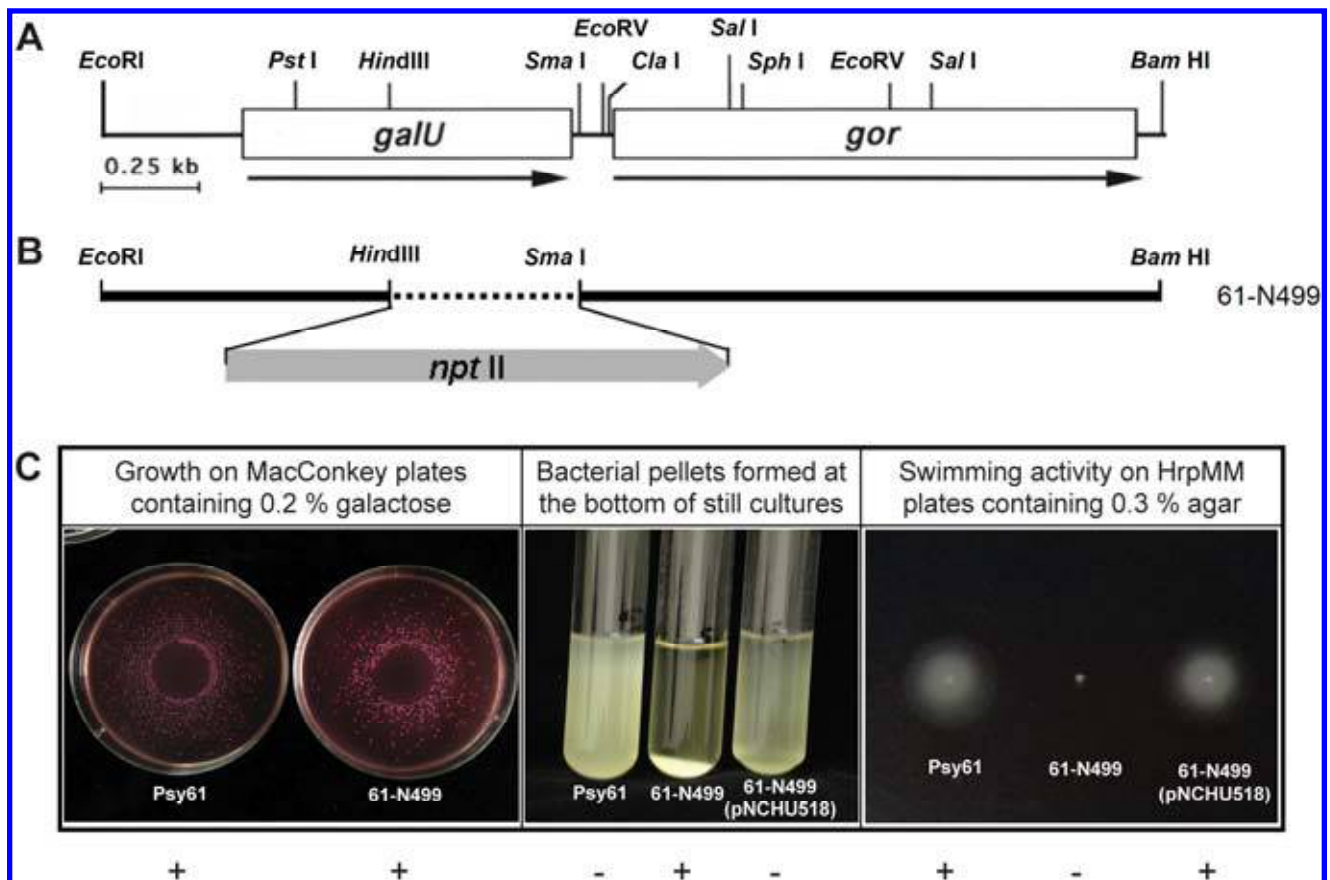 A
EcoRV Sal I
EcoRI Pst I HindIII Sma I Cla I Sph I EcoRV Sal I Bam HI
galU gor
0.25 kb
B
EcoRI HindIII Sma I Bam HI
61-N499
npt II
C
Growth on MacConkey plates
containing 0.2 % galactose
Bacterial pellets formed at
the bottom of still cultures
Swimming activity on HrpMM
plates containing 0.3 % agar
Psy61 61-N499
Psy61 61-N499 61-N499
(pNCHU518)
Psy61 61-N499 61-N499
(pNCHU518)
+ + - + - + - +